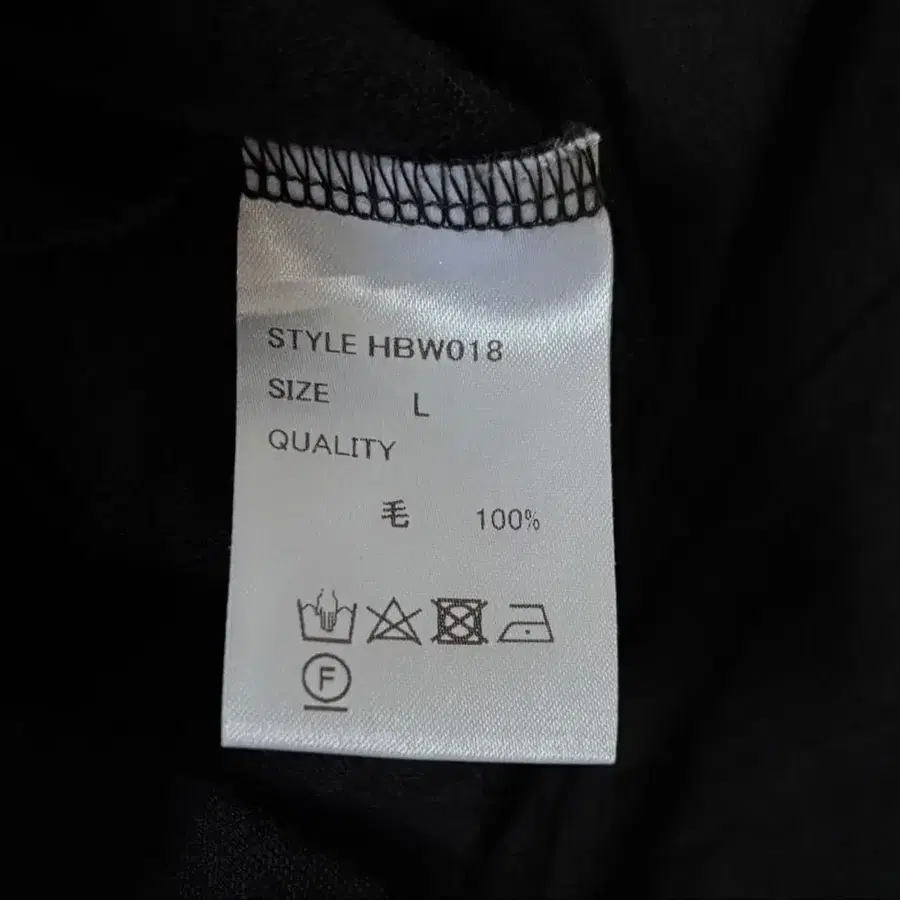 STYLE HBW018
SIZE L
QUALITY
毛 100%
F